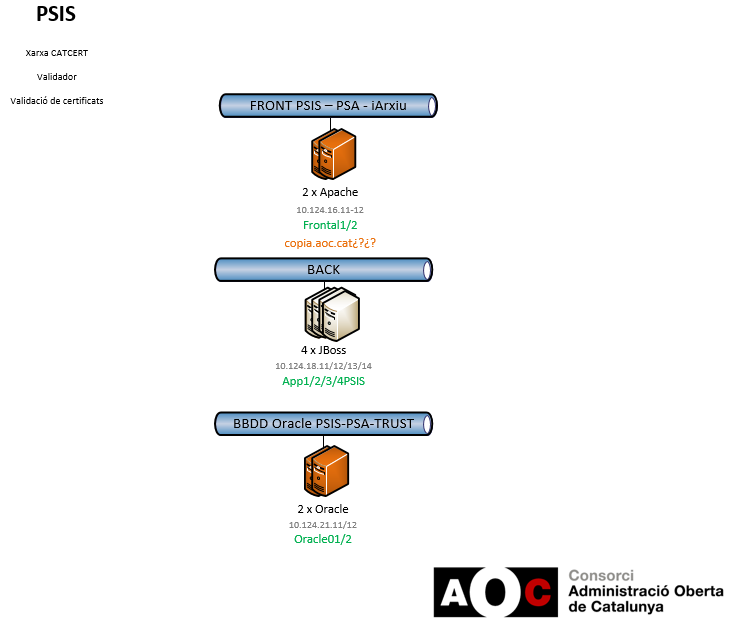 PSIS
Xarxa CATCERT
Validador
Validació de certificats
FRONT PSIS – PSA - iArxiu
2 x Apache
10.124.16.11-12
Frontal1/2
copia.aoc.cat¿?¿?
BACK
4 x JBoss
10.124.18.11/12/13/14
App1/2/3/4PSIS
BBDD Oracle PSIS-PSA-TRUST
2 x Oracle
10.124.21.11/12
Oracle01/2
AOC
Consorci
Administració Oberta
de Catalunya